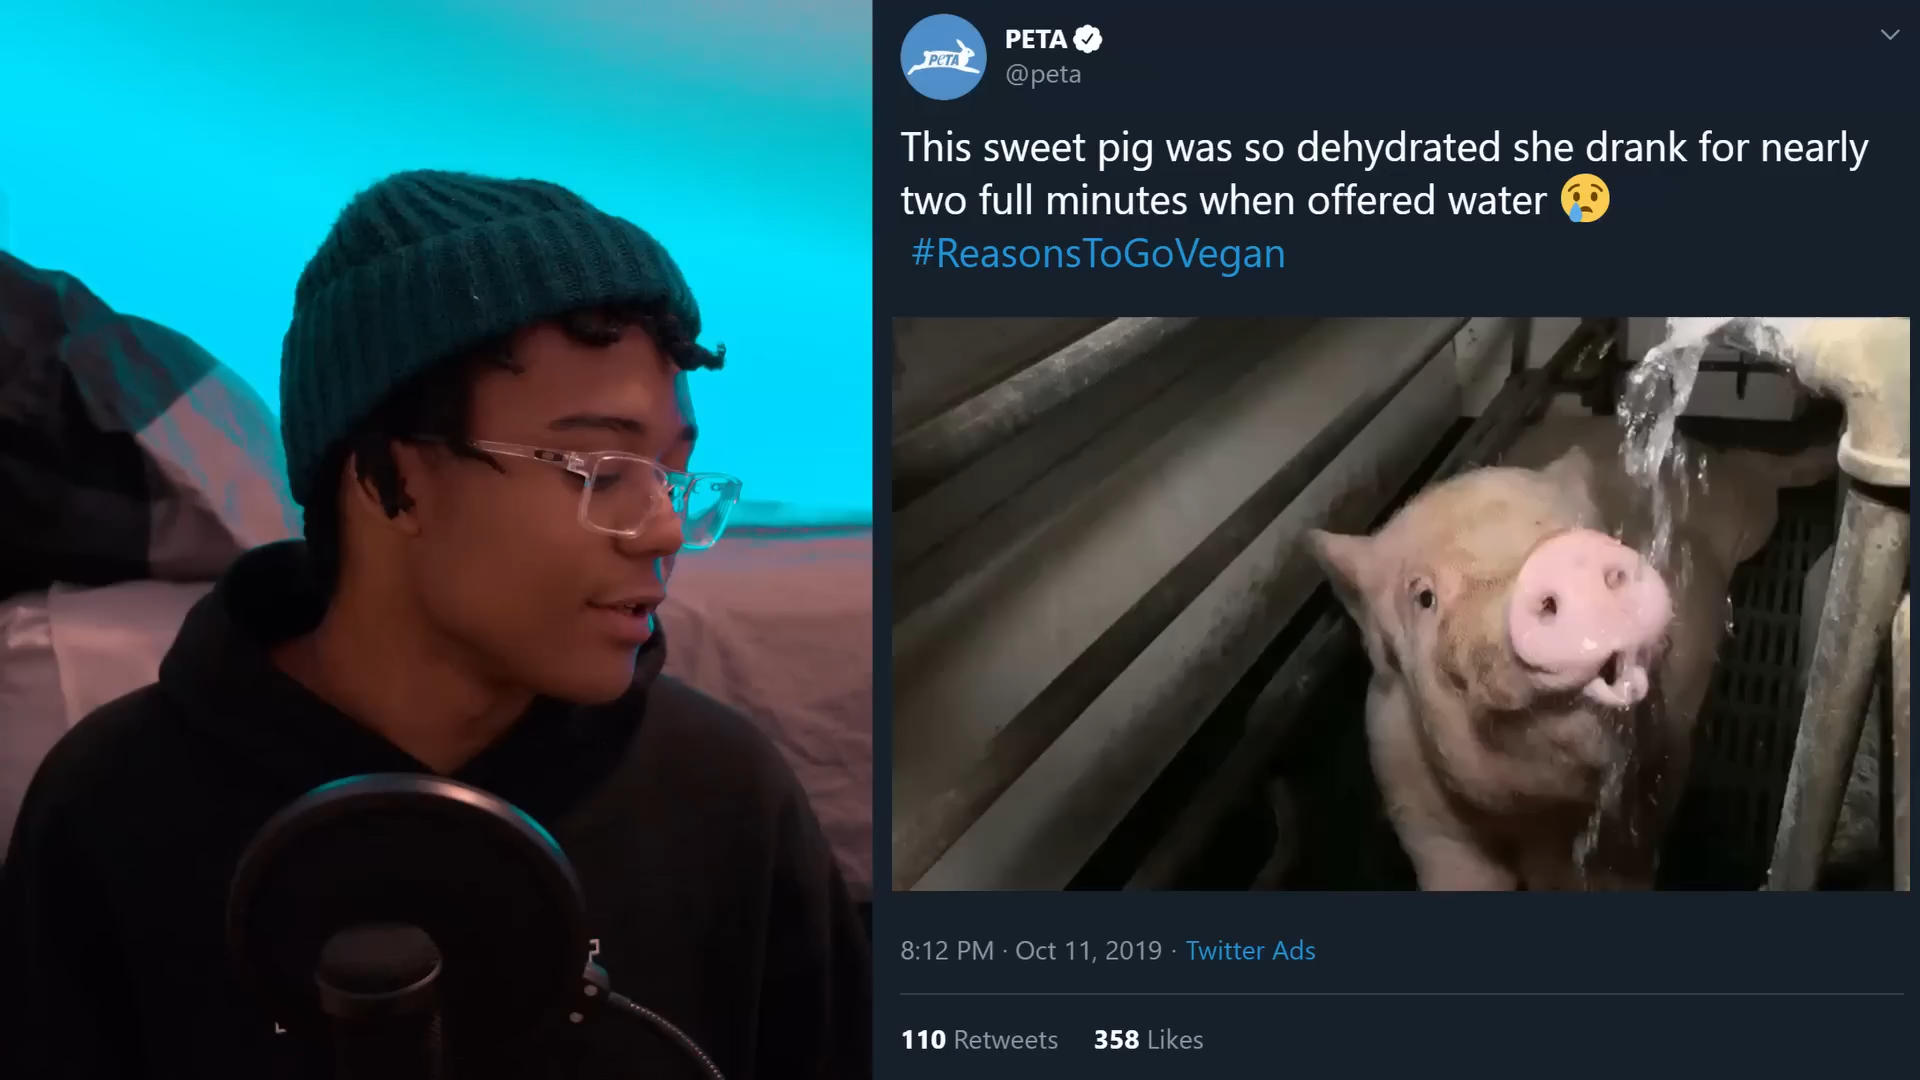 PETA
@peta
PETA
This sweet pig was so dehydrated she drank for nearly
two full minutes when offered water 😢
#ReasonsToGoVegan
8:12 PM · Oct 11, 2019 · Twitter Ads
110 Retweets 358 Likes